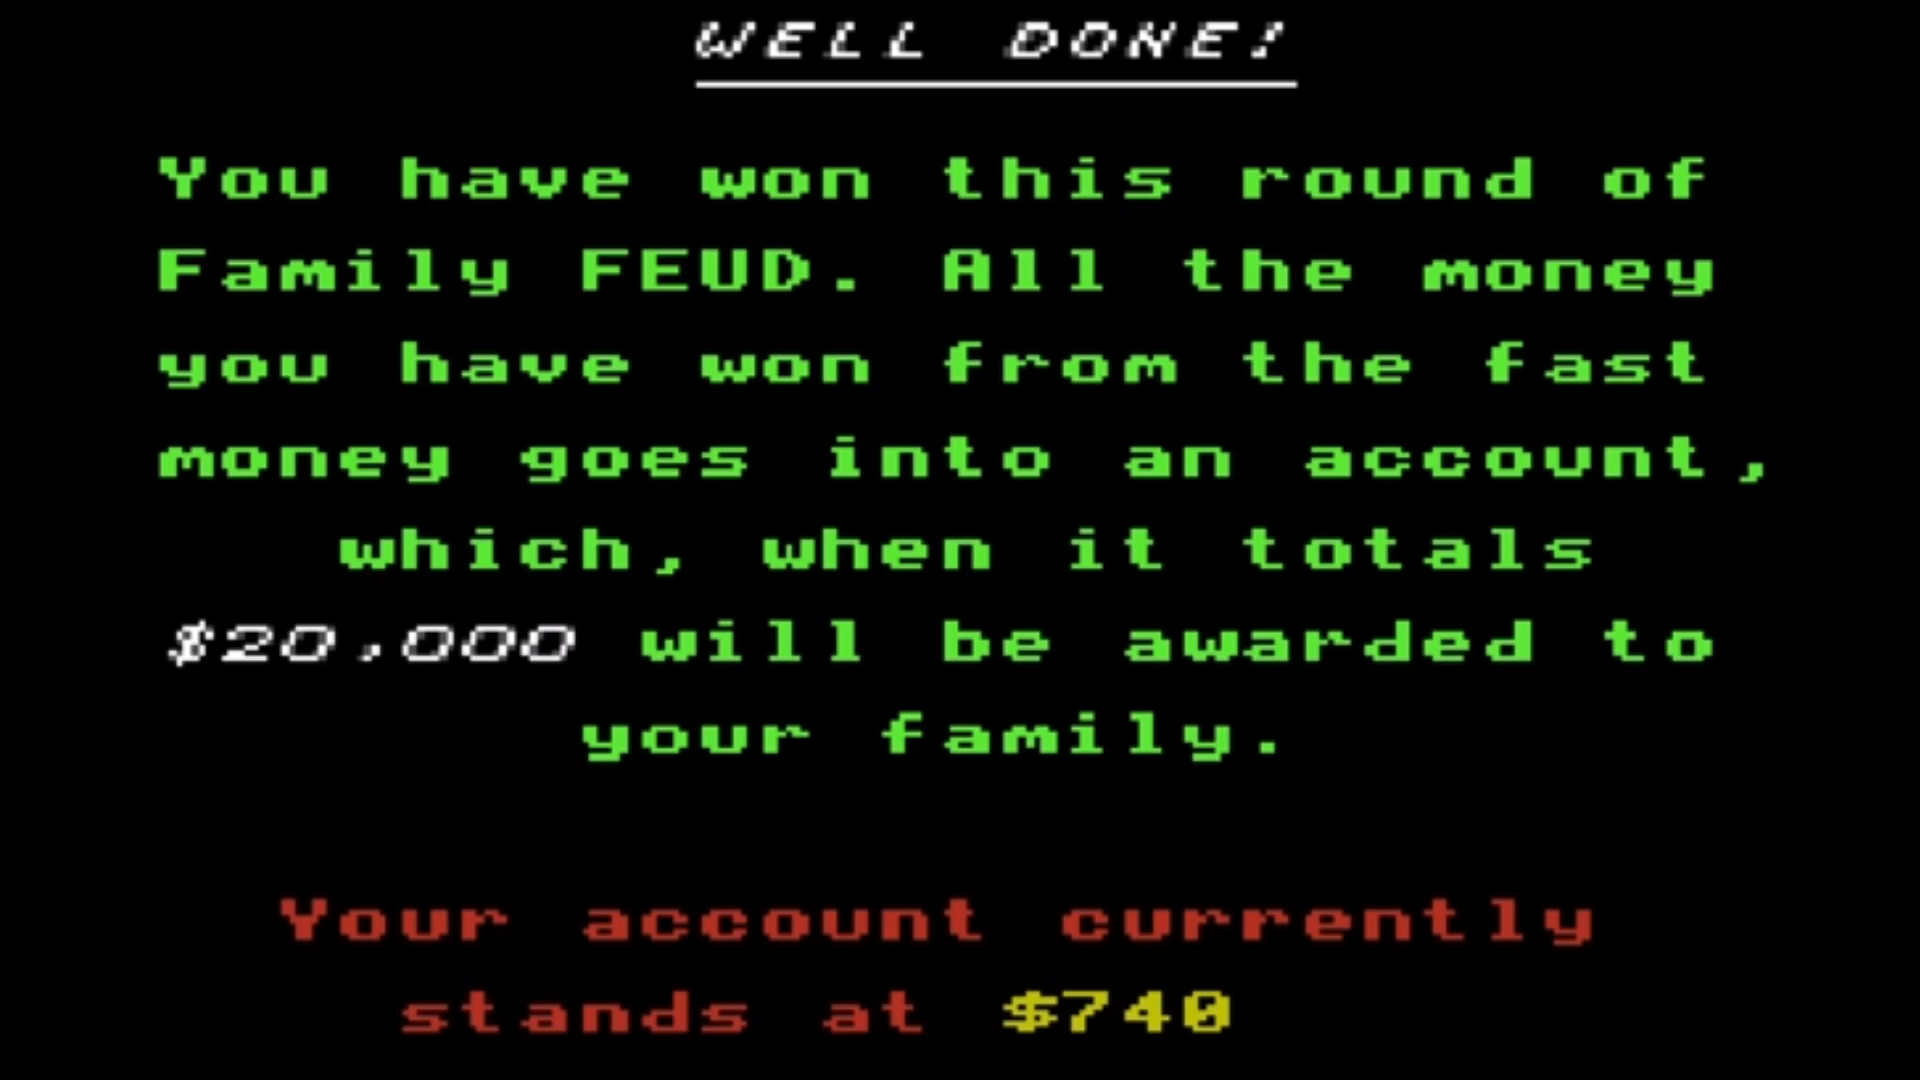 WELL DONE!
You have won this round of
Family FEUD. All the money
you have won from the fast
money goes into an account,
which, when it totals
$20,000 will be awarded to
your family.
Your account currently
stands at $740